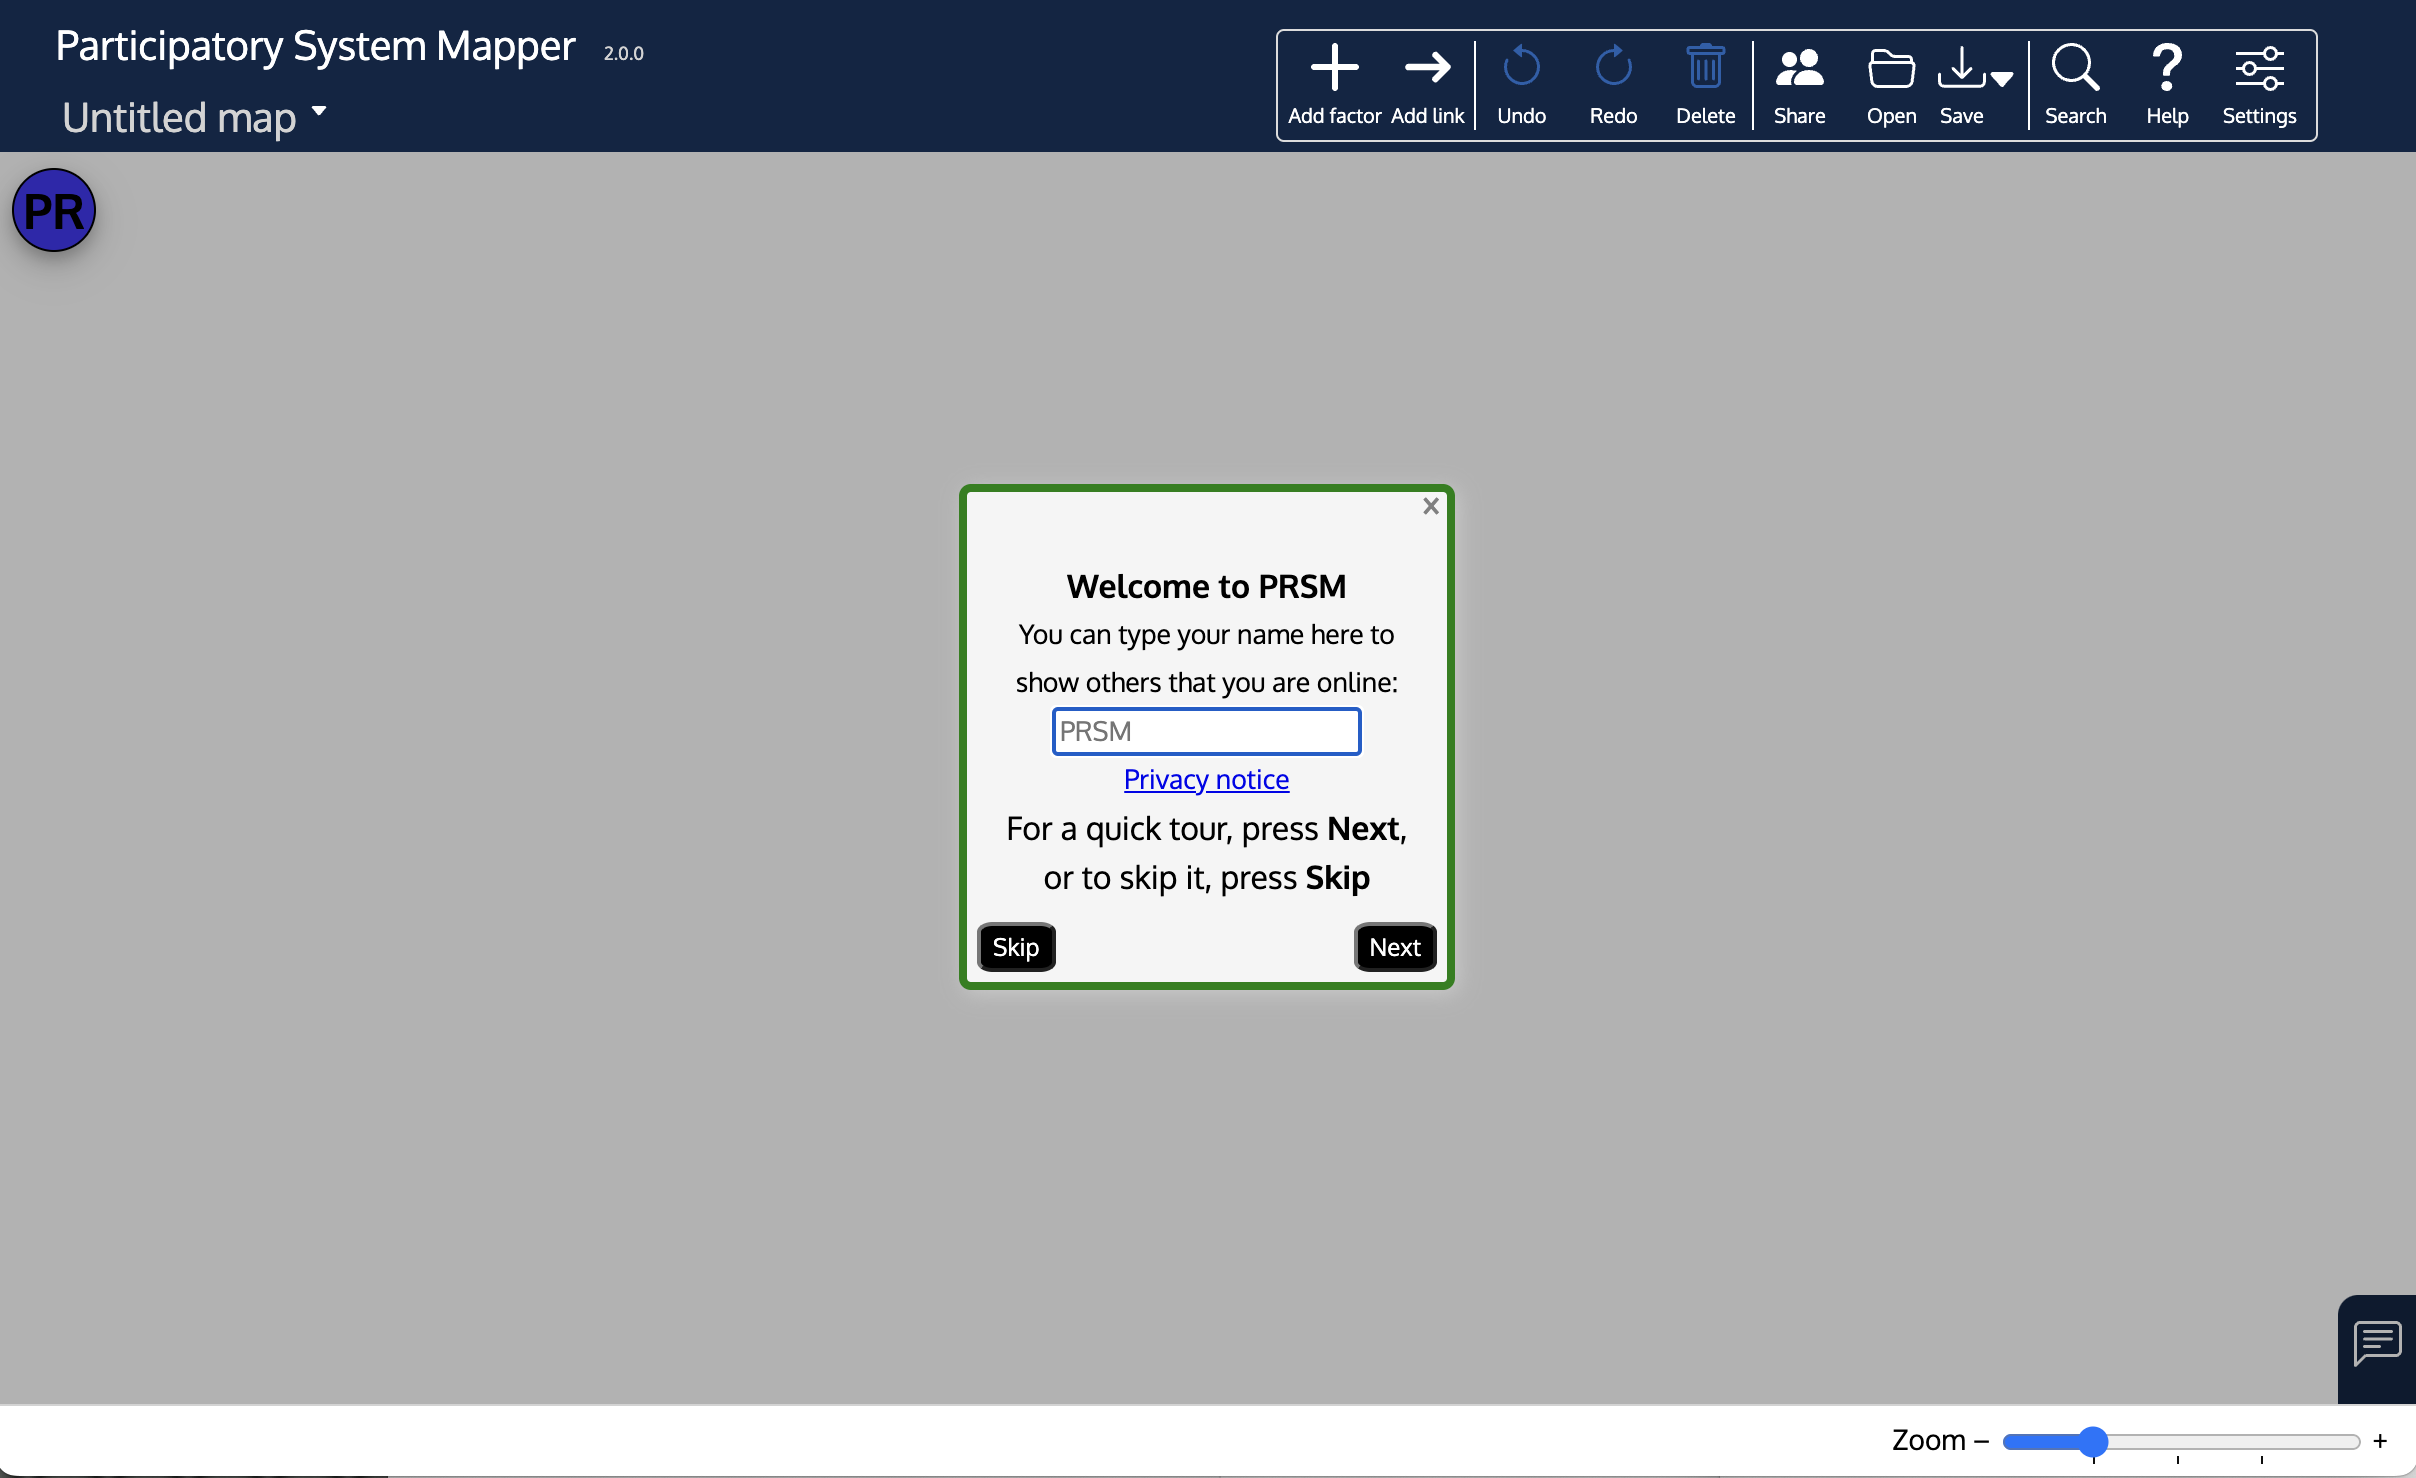 Participatory System Mapper 2.0.0
Untitled map
Add factor Add link Undo Redo Delete Share Open Save Search Help Settings
PR
Welcome to PRSM
You can type your name here to
show others that you are online:
PRSM
Privacy notice
For a quick tour, press Next,
or to skip it, press Skip
Skip Next
Zoom − +